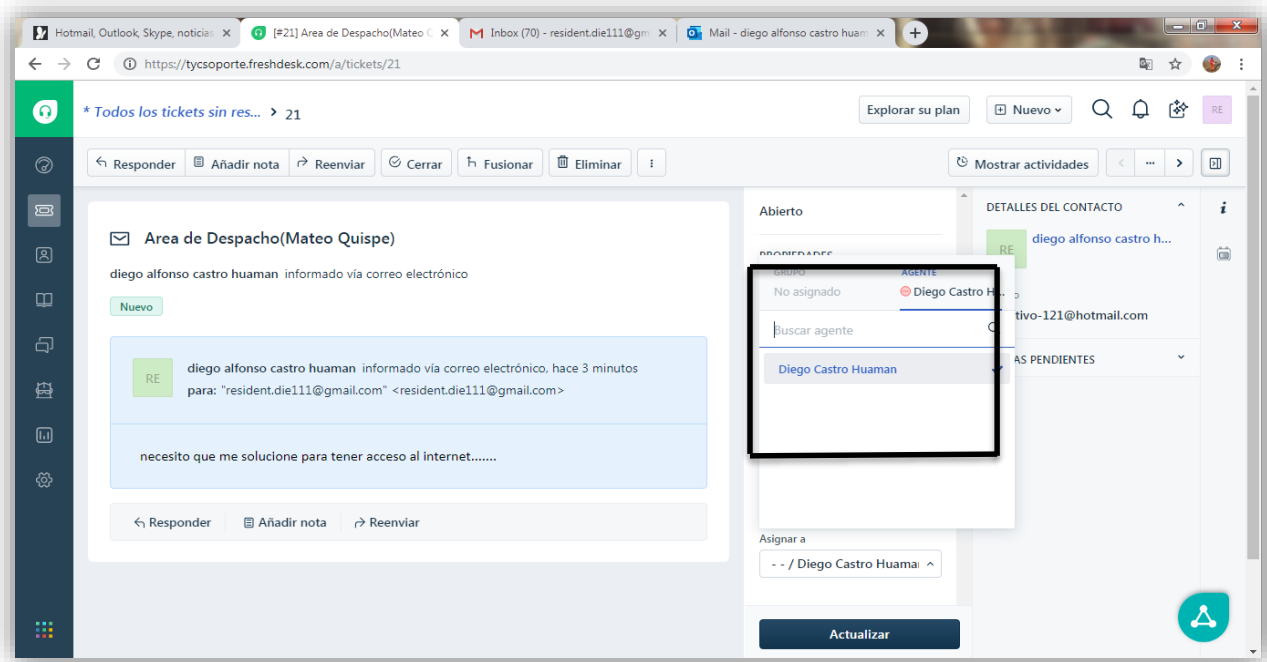 Hotmail, Outlook, Skype, noticias
[#21] Area de Despacho(Mateo
Inbox (70) - resident.die111@gm
Mail - diego alfonso castro huam
https://tycsoporte.freshdesk.com/a/tickets/21
* Todos los tickets sin res... > 21
Explorar su plan
Nuevo
RE
Responder
Añadir nota
Reenviar
Cerrar
Fusionar
Eliminar
Mostrar actividades
Area de Despacho(Mateo Quispe)
diego alfonso castro huaman informado vía correo electrónico
Nuevo
RE
diego alfonso castro huaman informado vía correo electrónico, hace 3 minutos
para: "resident.die111@gmail.com" <resident.die111@gmail.com>
necesito que me solucione para tener acceso al internet.......
Responder
Añadir nota
Reenviar
Abierto
PROPIEDADES
GRUPO
AGENTE
No asignado
Diego Castro H...
Buscar agente
Diego Castro Huaman
Asignar a
- - / Diego Castro Huamai
Actualizar
DETALLES DEL CONTACTO
RE
diego alfonso castro h...
tivo-121@hotmail.com
AS PENDIENTES